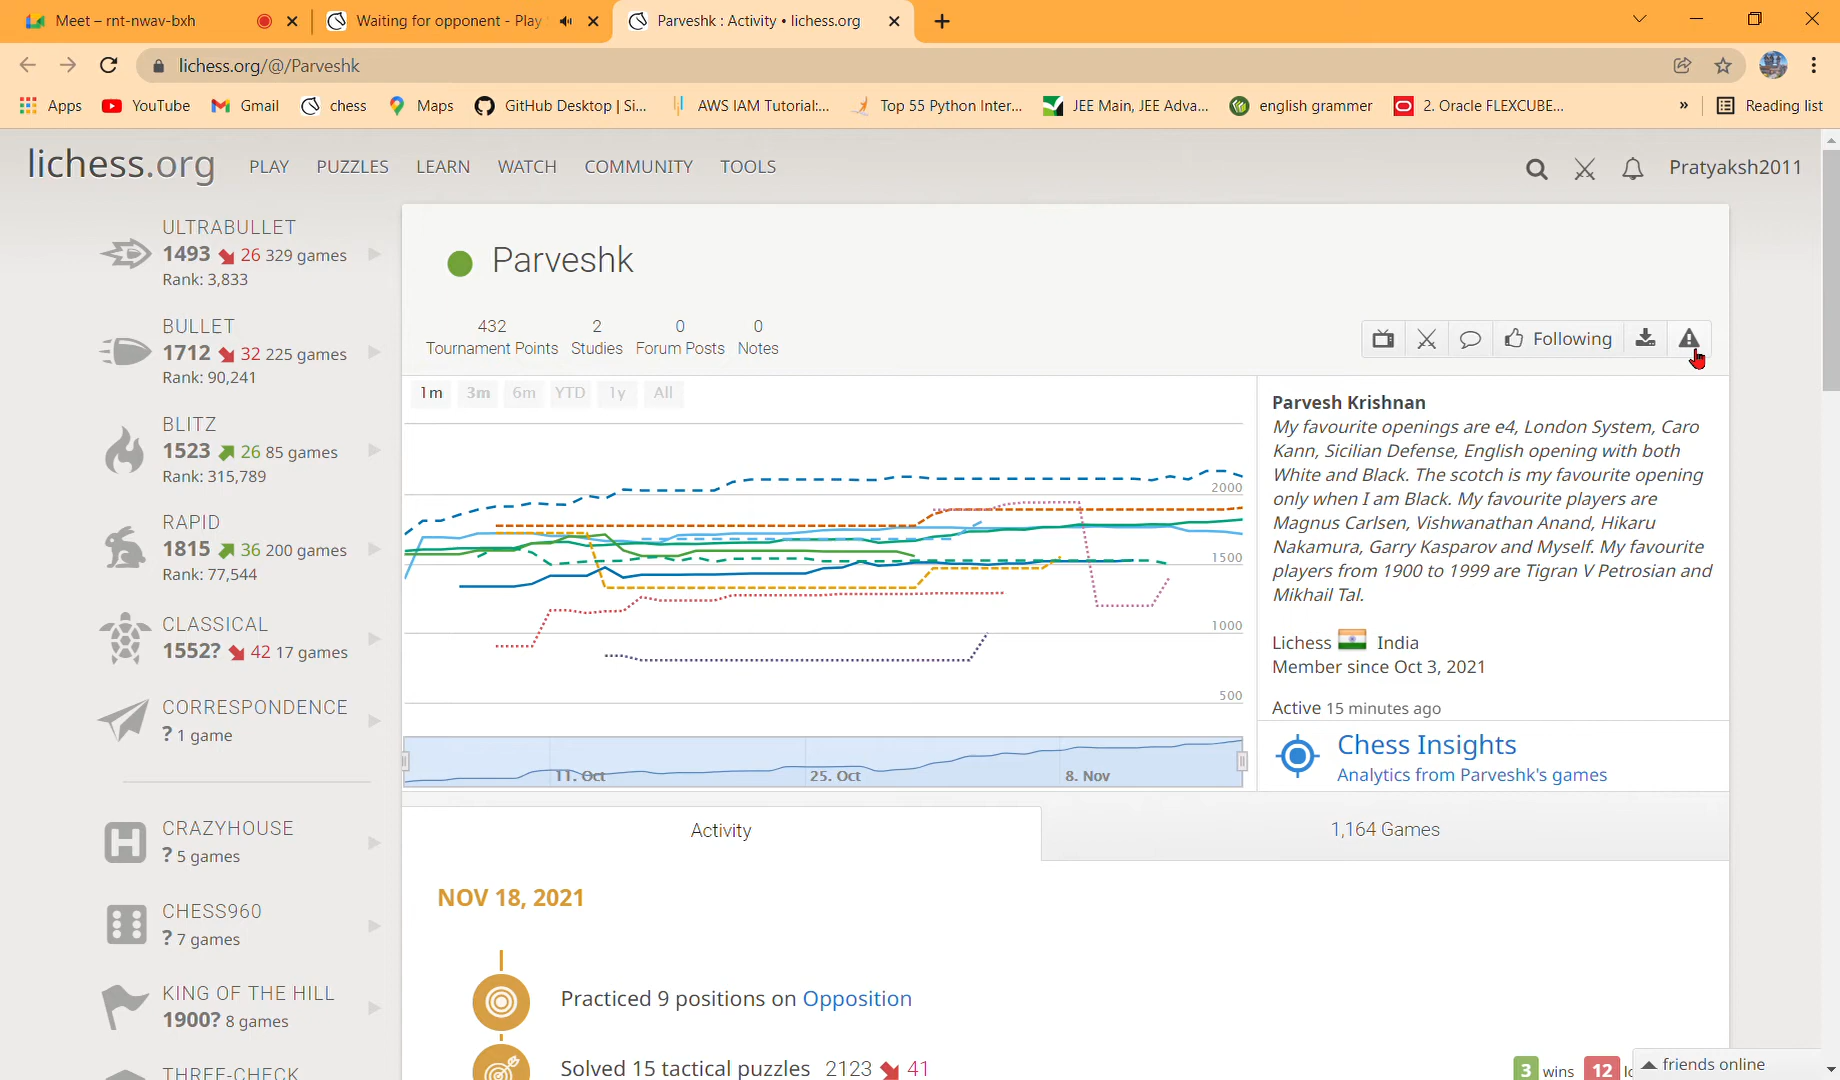 Meet – rnt-nwav-bxh
Waiting for opponent - Play
Parveshk : Activity • lichess.org
lichess.org/@/Parveshk
Apps
YouTube
Gmail
chess
Maps
GitHub Desktop | Si...
AWS IAM Tutorial:...
Top 55 Python Inter...
JEE Main, JEE Adva...
english grammer
2. Oracle FLEXCUBE...
»
Reading list
lichess.org
PLAY
PUZZLES
LEARN
WATCH
COMMUNITY
TOOLS
Pratyaksh2011
ULTRABULLET
1493 26 329 games
Rank: 3,833
BULLET
1712 32 225 games
Rank: 90,241
BLITZ
1523 26 85 games
Rank: 315,789
RAPID
1815 36 200 games
Rank: 77,544
CLASSICAL
1552? 42 17 games
CORRESPONDENCE
? 1 game
CRAZYHOUSE
? 5 games
CHESS960
? 7 games
KING OF THE HILL
1900? 8 games
THREE-CHECK
Parveshk
432 2 0 0
Tournament Points Studies Forum Posts Notes
Following
1m 3m 6m YTD 1y All
2000
1500
1000
500
11. Oct 25. Oct 8. Nov
Parvesh Krishnan
My favourite openings are e4, London System, Caro
Kann, Sicilian Defense, English opening with both
White and Black. The scotch is my favourite opening
only when I am Black. My favourite players are
Magnus Carlsen, Vishwanathan Anand, Hikaru
Nakamura, Garry Kasparov and Myself. My favourite
players from 1900 to 1999 are Tigran V Petrosian and
Mikhail Tal.
Lichess India
Member since Oct 3, 2021
Active 15 minutes ago
Chess Insights
Analytics from Parveshk's games
Activity
1,164 Games
NOV 18, 2021
Practiced 9 positions on Opposition
Solved 15 tactical puzzles 2123 41
3 wins 12
friends online